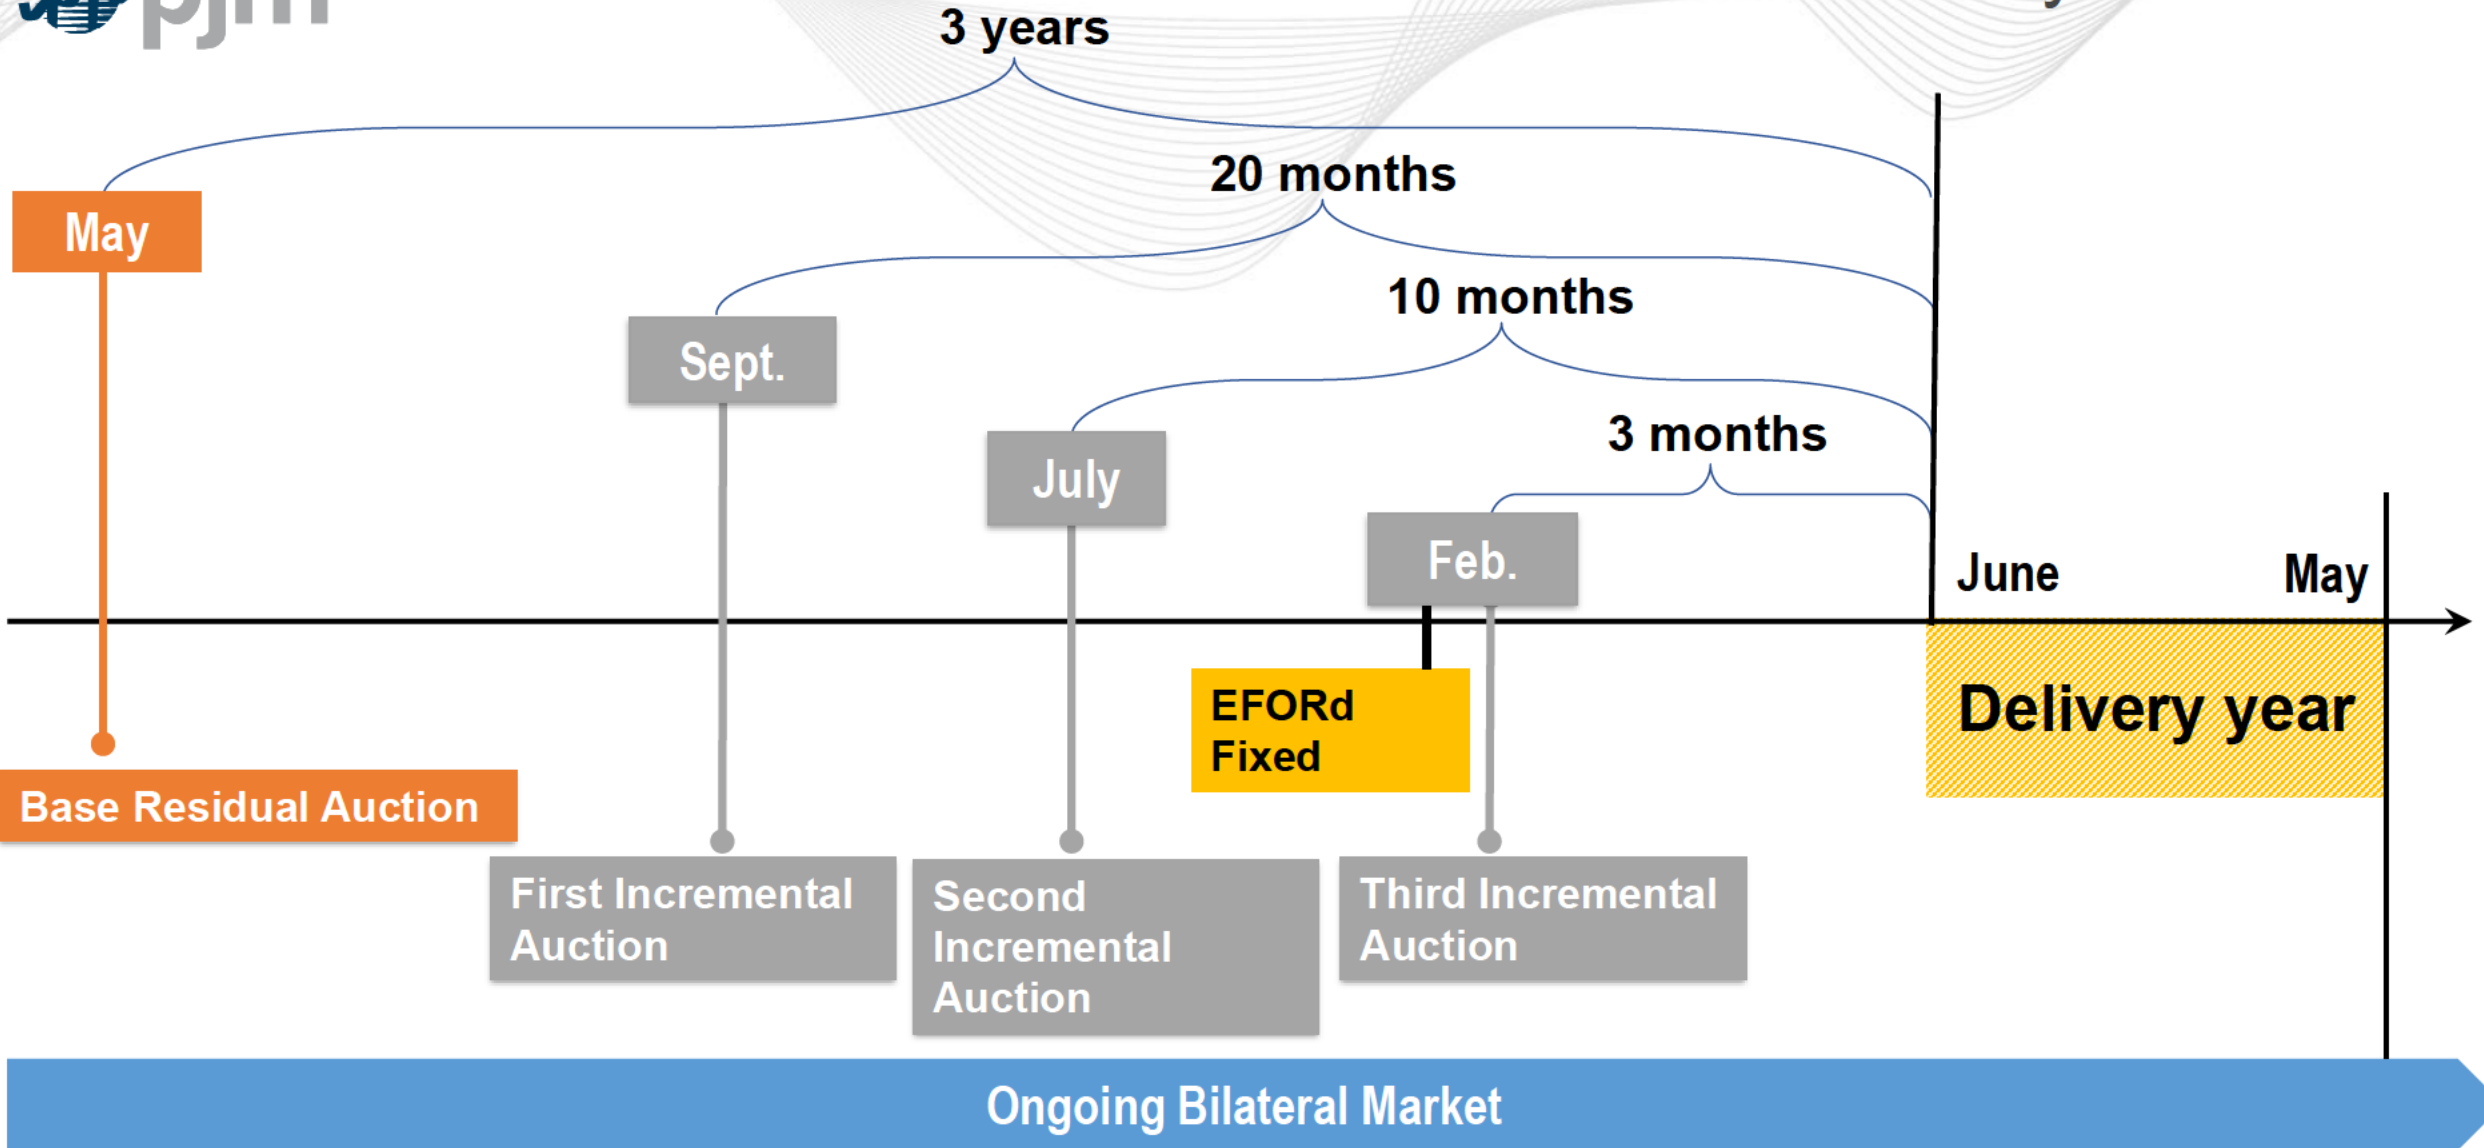 pjm
3 years
20 months
May
10 months
Sept.
3 months
July
Feb.
June
May
EFORd
Fixed
Delivery year
Base Residual Auction
First Incremental
Auction
Second
Incremental
Auction
Third Incremental
Auction
Ongoing Bilateral Market